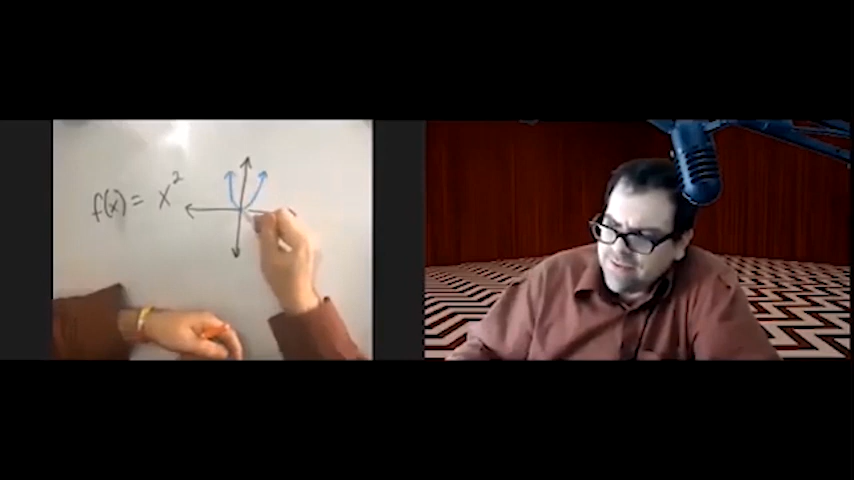 f(x) = x²